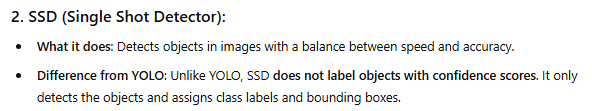 2. SSD (Single Shot Detector):
• What it does: Detects objects in images with a balance between speed and accuracy.
• Difference from YOLO: Unlike YOLO, SSD does not label objects with confidence scores. It only
detects the objects and assigns class labels and bounding boxes.